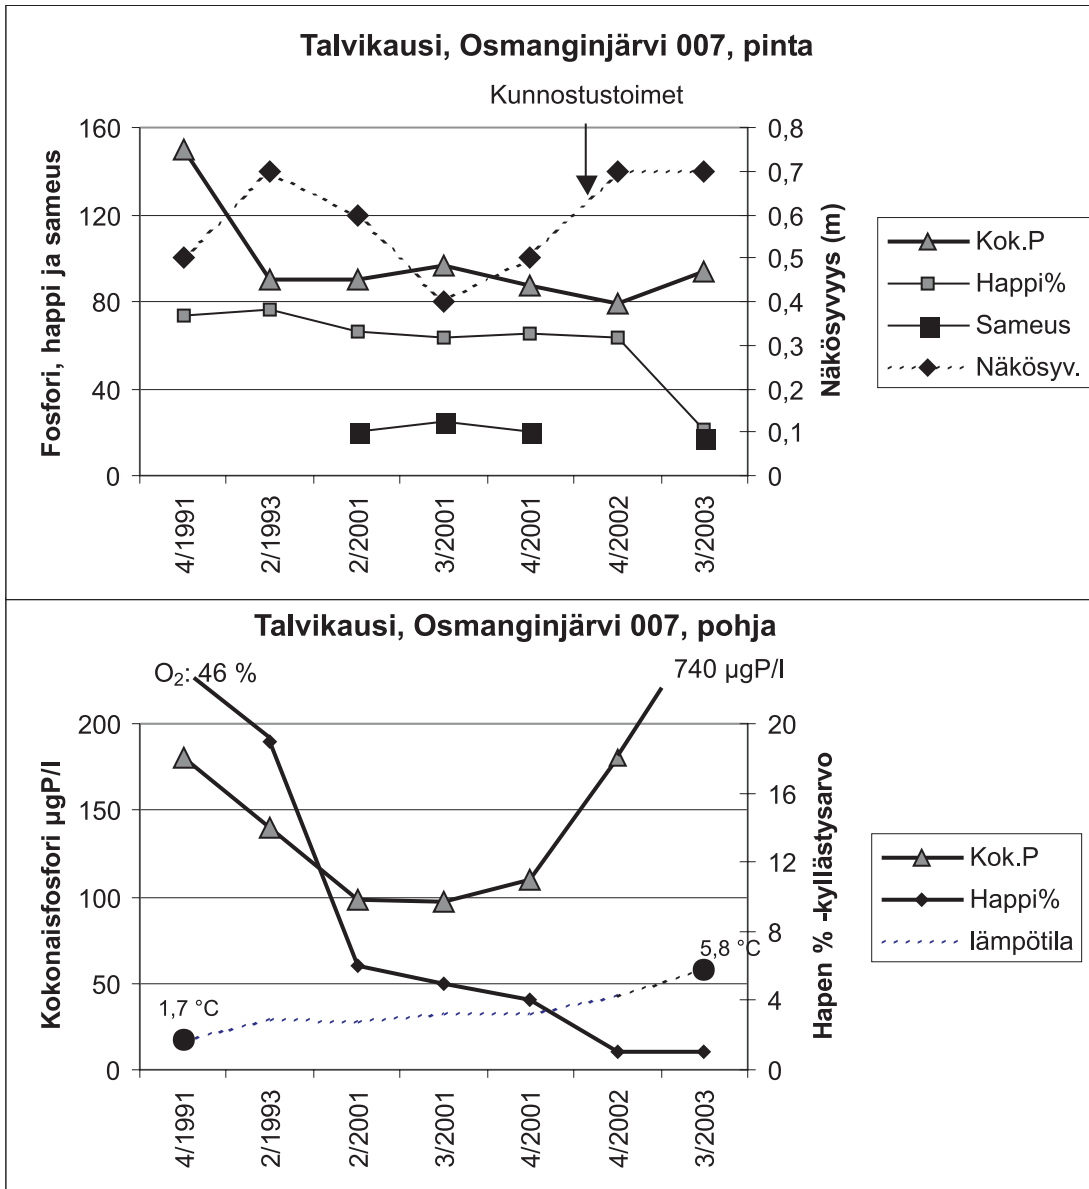 Talvikausi, Osmanginjärvi 007, pinta
Kunnostustoimet
Fosfori, happi ja sameus
160
120
80
40
0
0,8
0,7
0,6
0,5
0,4
0,3
0,2
0,1
0
Näkösyvyys (m)
4/1991
2/1993
2/2001
3/2001
4/2001
4/2002
3/2003
Kok.P
Happi%
Sameus
Näkösyv.
Talvikausi, Osmanginjärvi 007, pohja
O₂: 46 %
740 µgP/l
Kokonaisfosfori µgP/l
200
150
100
50
0
1,7 °C
5,8 °C
20
16
12
8
4
0
Hapen % -kyllästysarvo
4/1991
2/1993
2/2001
3/2001
4/2001
4/2002
3/2003
Kok.P
Happi%
lämpötila